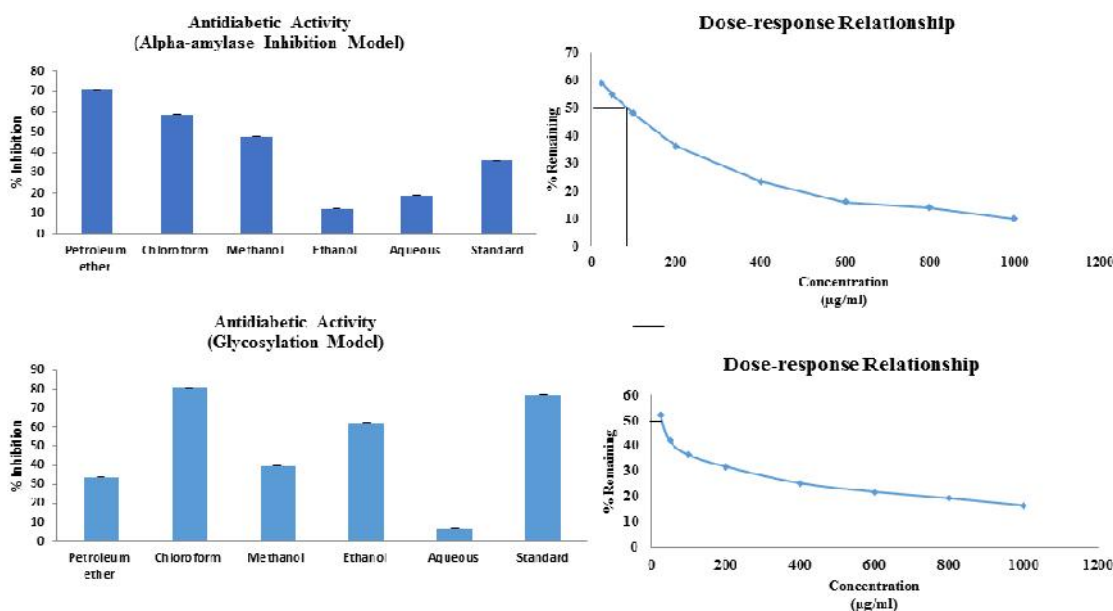 Antidiabetic Activity
(Alpha-amylase Inhibition Model)
% Inhibition
80
70
60
50
40
30
20
10
0
Petroleum ether
Chloroform
Methanol
Ethanol
Aqueous
Standard
Dose-response Relationship
% Remaining
70
60
50
40
30
20
10
0
0
200
400
600
800
1000
1200
Concentration
(µg/ml)
Antidiabetic Activity
(Glycosylation Model)
% Inhibition
90
80
70
60
50
40
30
20
10
0
Petroleum ether
Chloroform
Methanol
Ethanol
Aqueous
Standard
Dose-response Relationship
% Remaining
60
50
40
30
20
10
0
0
200
400
600
800
1000
1200
Concentration
(µg/ml)